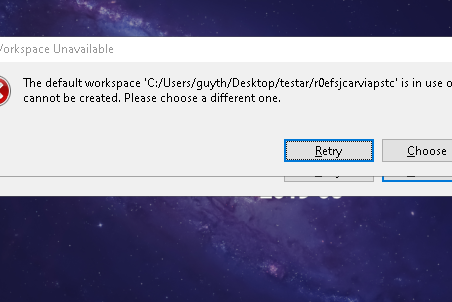 Workspace Unavailable
The default workspace 'C:/Users/guyth/Desktop/testar/r0efsjcarviapstc' is in use o
cannot be created. Please choose a different one.
Retry
Choose